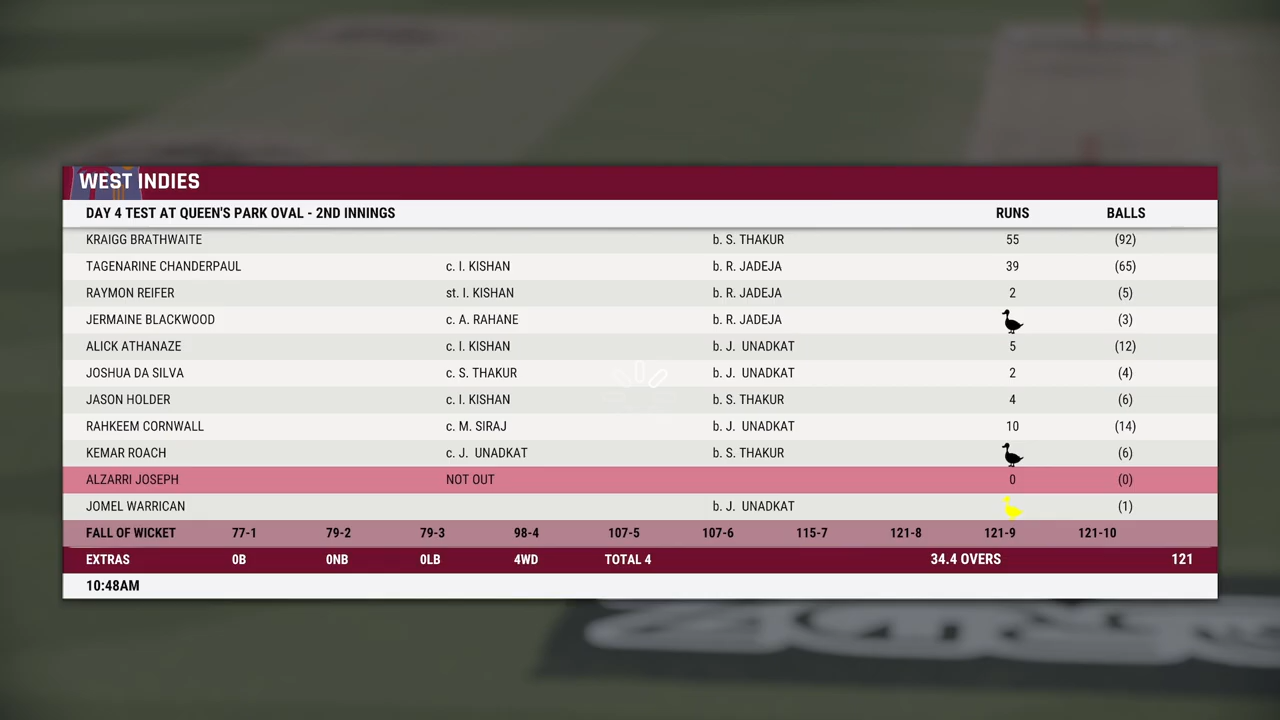 WEST INDIES
DAY 4 TEST AT QUEEN'S PARK OVAL - 2ND INNINGS RUNS BALLS
KRAIGG BRATHWAITE b. S. THAKUR 55 (92)
TAGENARINE CHANDERPAUL c. I. KISHAN b. R. JADEJA 39 (65)
RAYMON REIFER st. I. KISHAN b. R. JADEJA 2 (5)
JERMAINE BLACKWOOD c. A. RAHANE b. R. JADEJA (3)
ALICK ATHANAZE c. I. KISHAN b. J. UNADKAT 5 (12)
JOSHUA DA SILVA c. S. THAKUR b. J. UNADKAT 2 (4)
JASON HOLDER c. I. KISHAN b. S. THAKUR 4 (6)
RAHKEEM CORNWALL c. M. SIRAJ b. J. UNADKAT 10 (14)
KEMAR ROACH c. J. UNADKAT b. S. THAKUR (6)
ALZARRI JOSEPH NOT OUT 0 (0)
JOMEL WARRICAN b. J. UNADKAT (1)
FALL OF WICKET 77-1 79-2 79-3 98-4 107-5 107-6 115-7 121-8 121-9 121-10
EXTRAS 0B 0NB 0LB 4WD TOTAL 4 34.4 OVERS 121
10:48AM